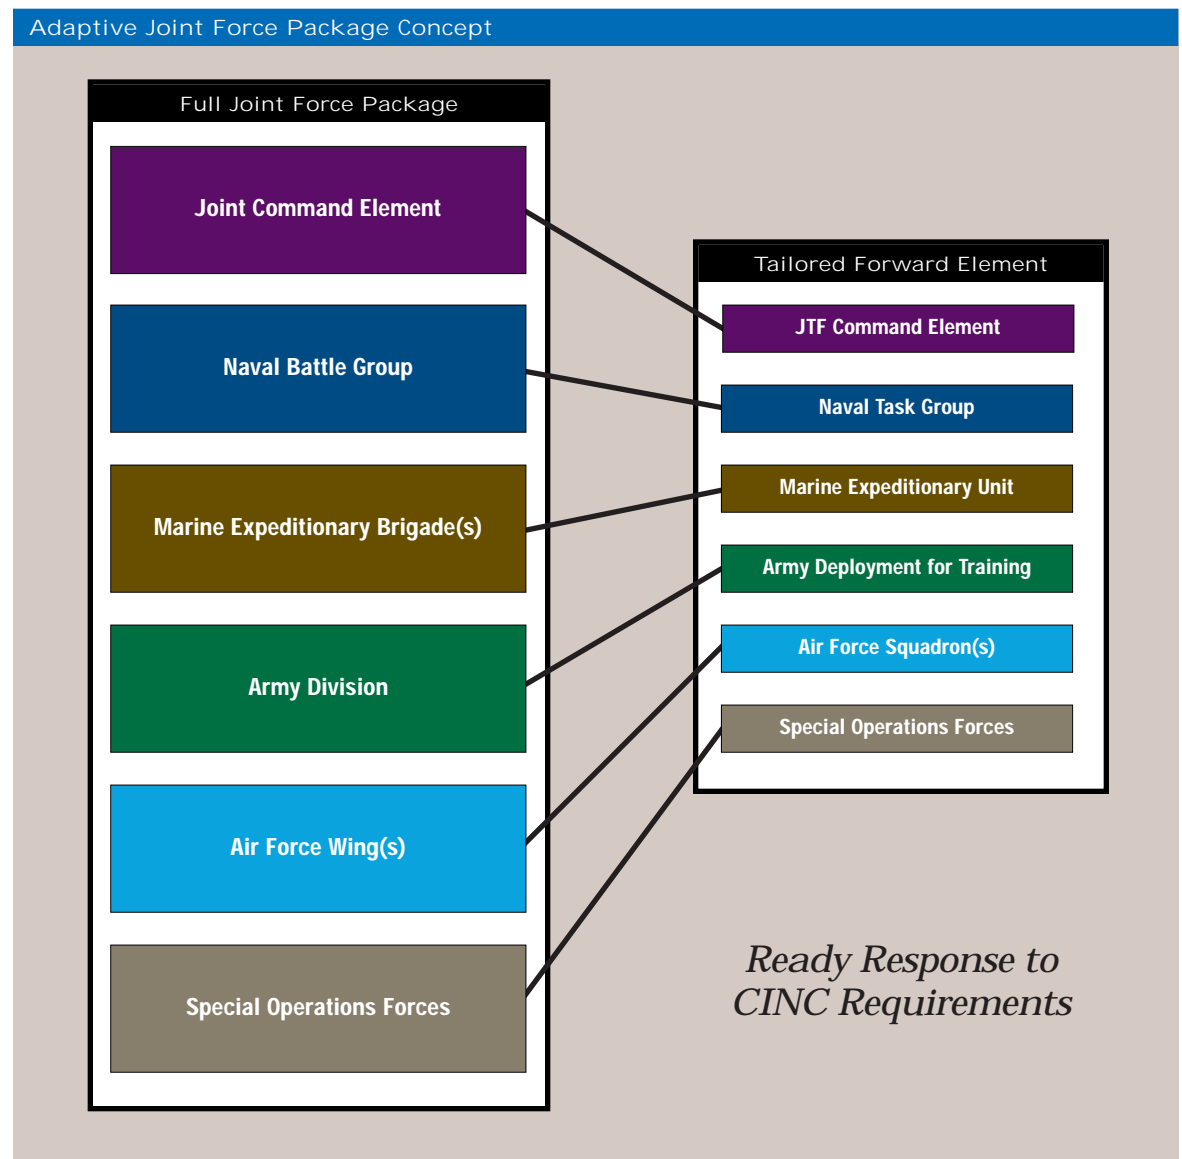 Adaptive Joint Force Package Concept
Full Joint Force Package
Joint Command Element
Naval Battle Group
Marine Expeditionary Brigade(s)
Army Division
Air Force Wing(s)
Special Operations Forces
Tailored Forward Element
JTF Command Element
Naval Task Group
Marine Expeditionary Unit
Army Deployment for Training
Air Force Squadron(s)
Special Operations Forces
Ready Response to
CINC Requirements